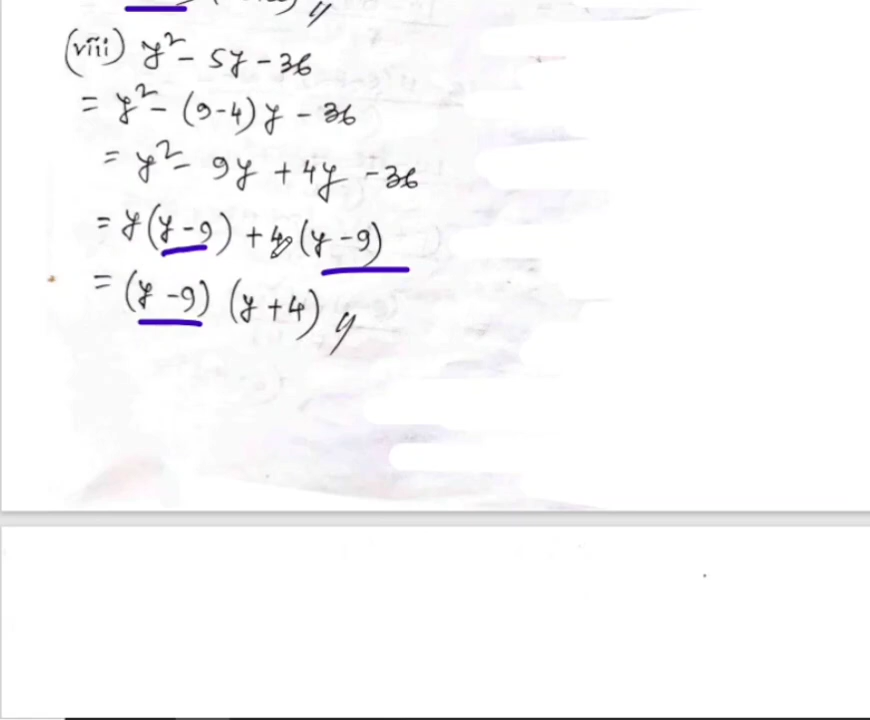 (viii) y² - 5y - 36
= y² - (9-4)y - 36
= y² - 9y + 4y - 36
= y(y-9) + 4(y-9)
= (y-9) (y+4) //